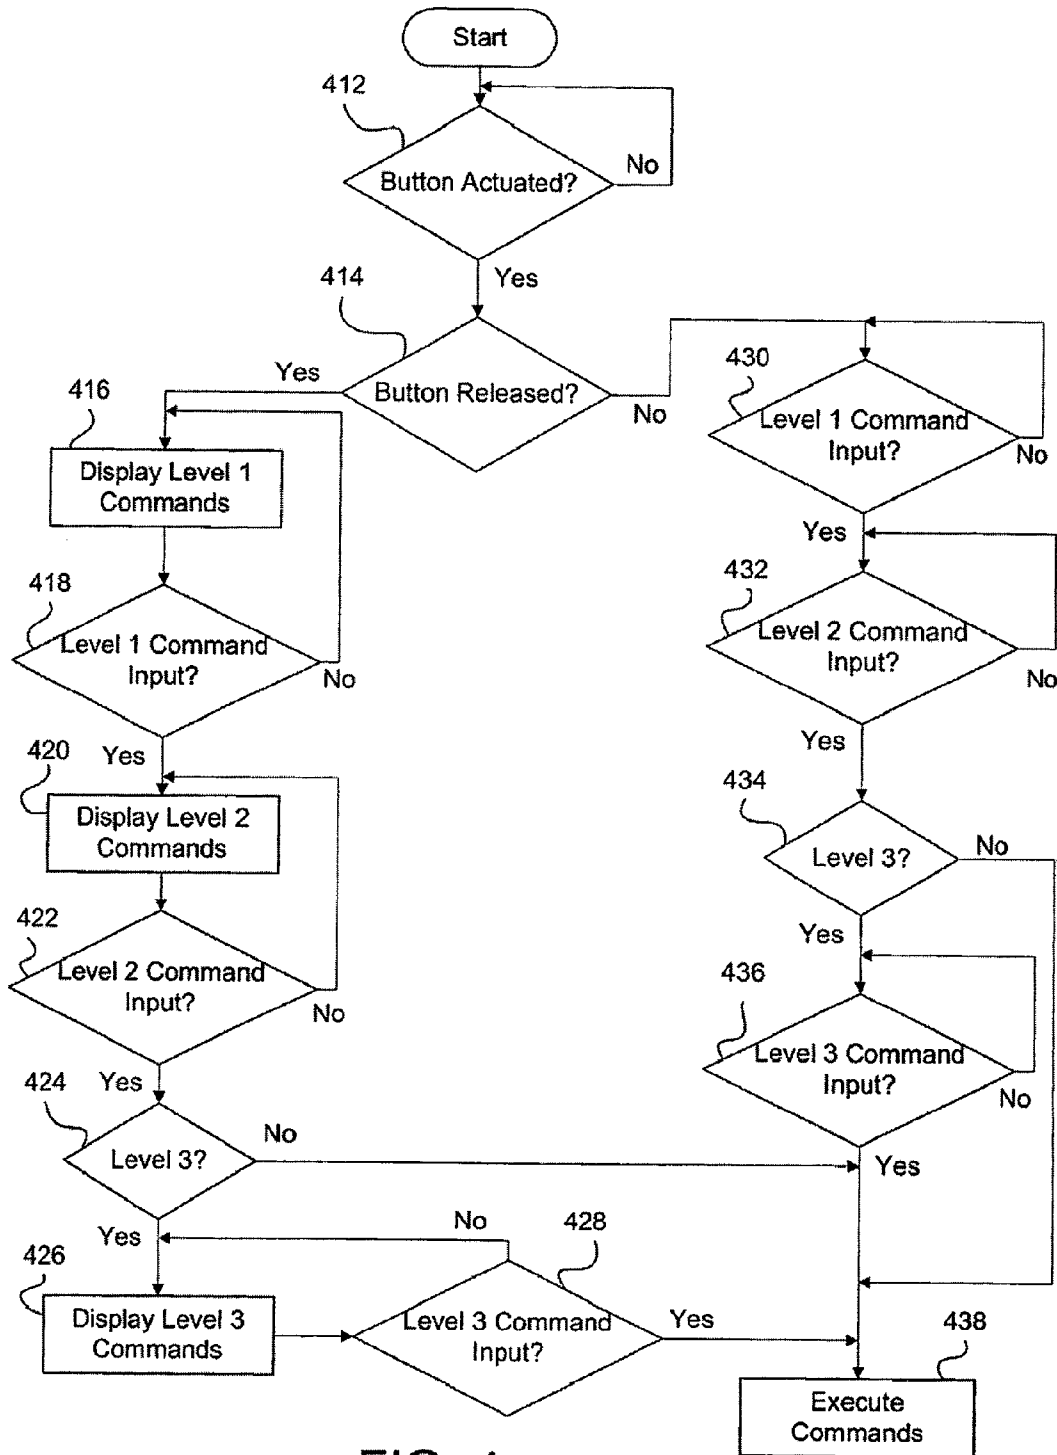 Start
412
Button Actuated?
No
Yes
414
Button Released?
Yes
No
416
Display Level 1
Commands
418
Level 1 Command
Input?
No
Yes
420
Display Level 2
Commands
422
Level 2 Command
Input?
No
Yes
424
Level 3?
No
Yes
426
Display Level 3
Commands
428
Level 3 Command
Input?
No
Yes
430
Level 1 Command
Input?
No
Yes
432
Level 2 Command
Input?
No
Yes
434
Level 3?
No
Yes
436
Level 3 Command
Input?
No
Yes
438
Execute
Commands